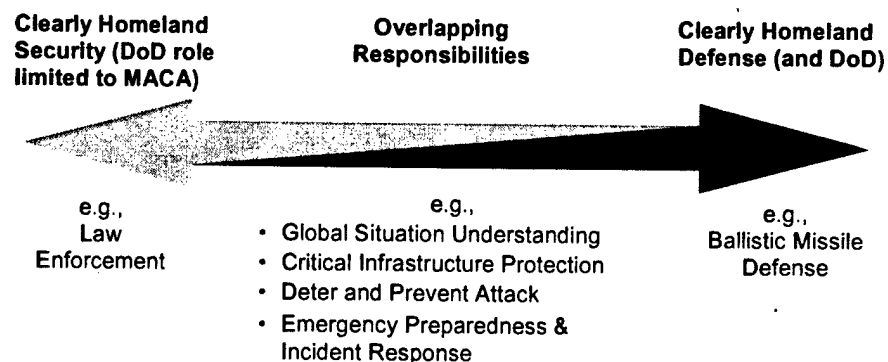 Clearly Homeland
Security (DoD role
limited to MACA)
Overlapping
Responsibilities
Clearly Homeland
Defense (and DoD)
e.g.,
Law
Enforcement
e.g.,
• Global Situation Understanding
• Critical Infrastructure Protection
• Deter and Prevent Attack
• Emergency Preparedness &
Incident Response
e.g.,
Ballistic Missile
Defense